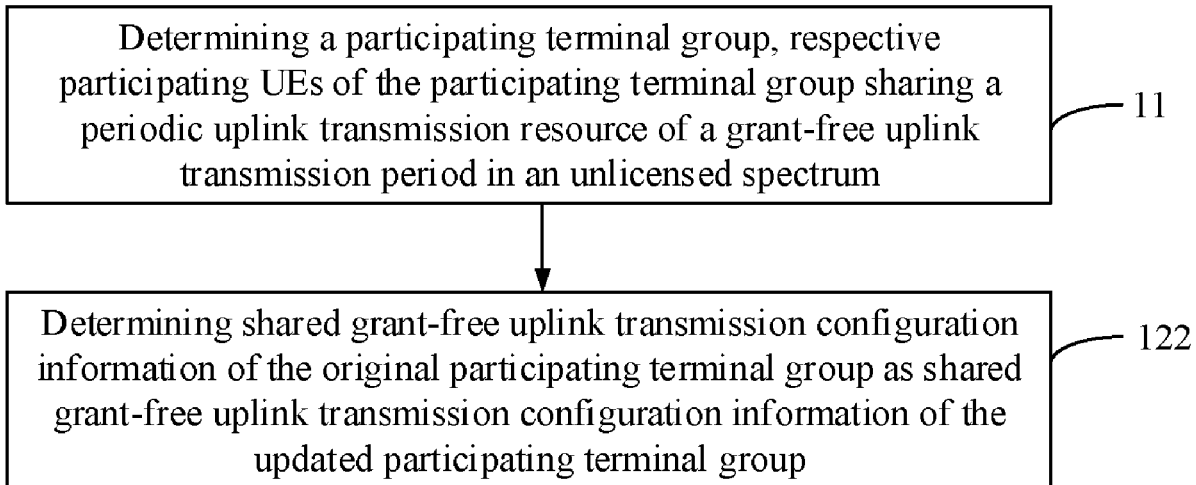 Determining a participating terminal group, respective
participating UEs of the participating terminal group sharing a
periodic uplink transmission resource of a grant-free uplink
transmission period in an unlicensed spectrum
11
Determining shared grant-free uplink transmission configuration
information of the original participating terminal group as shared
grant-free uplink transmission configuration information of the
updated participating terminal group
122